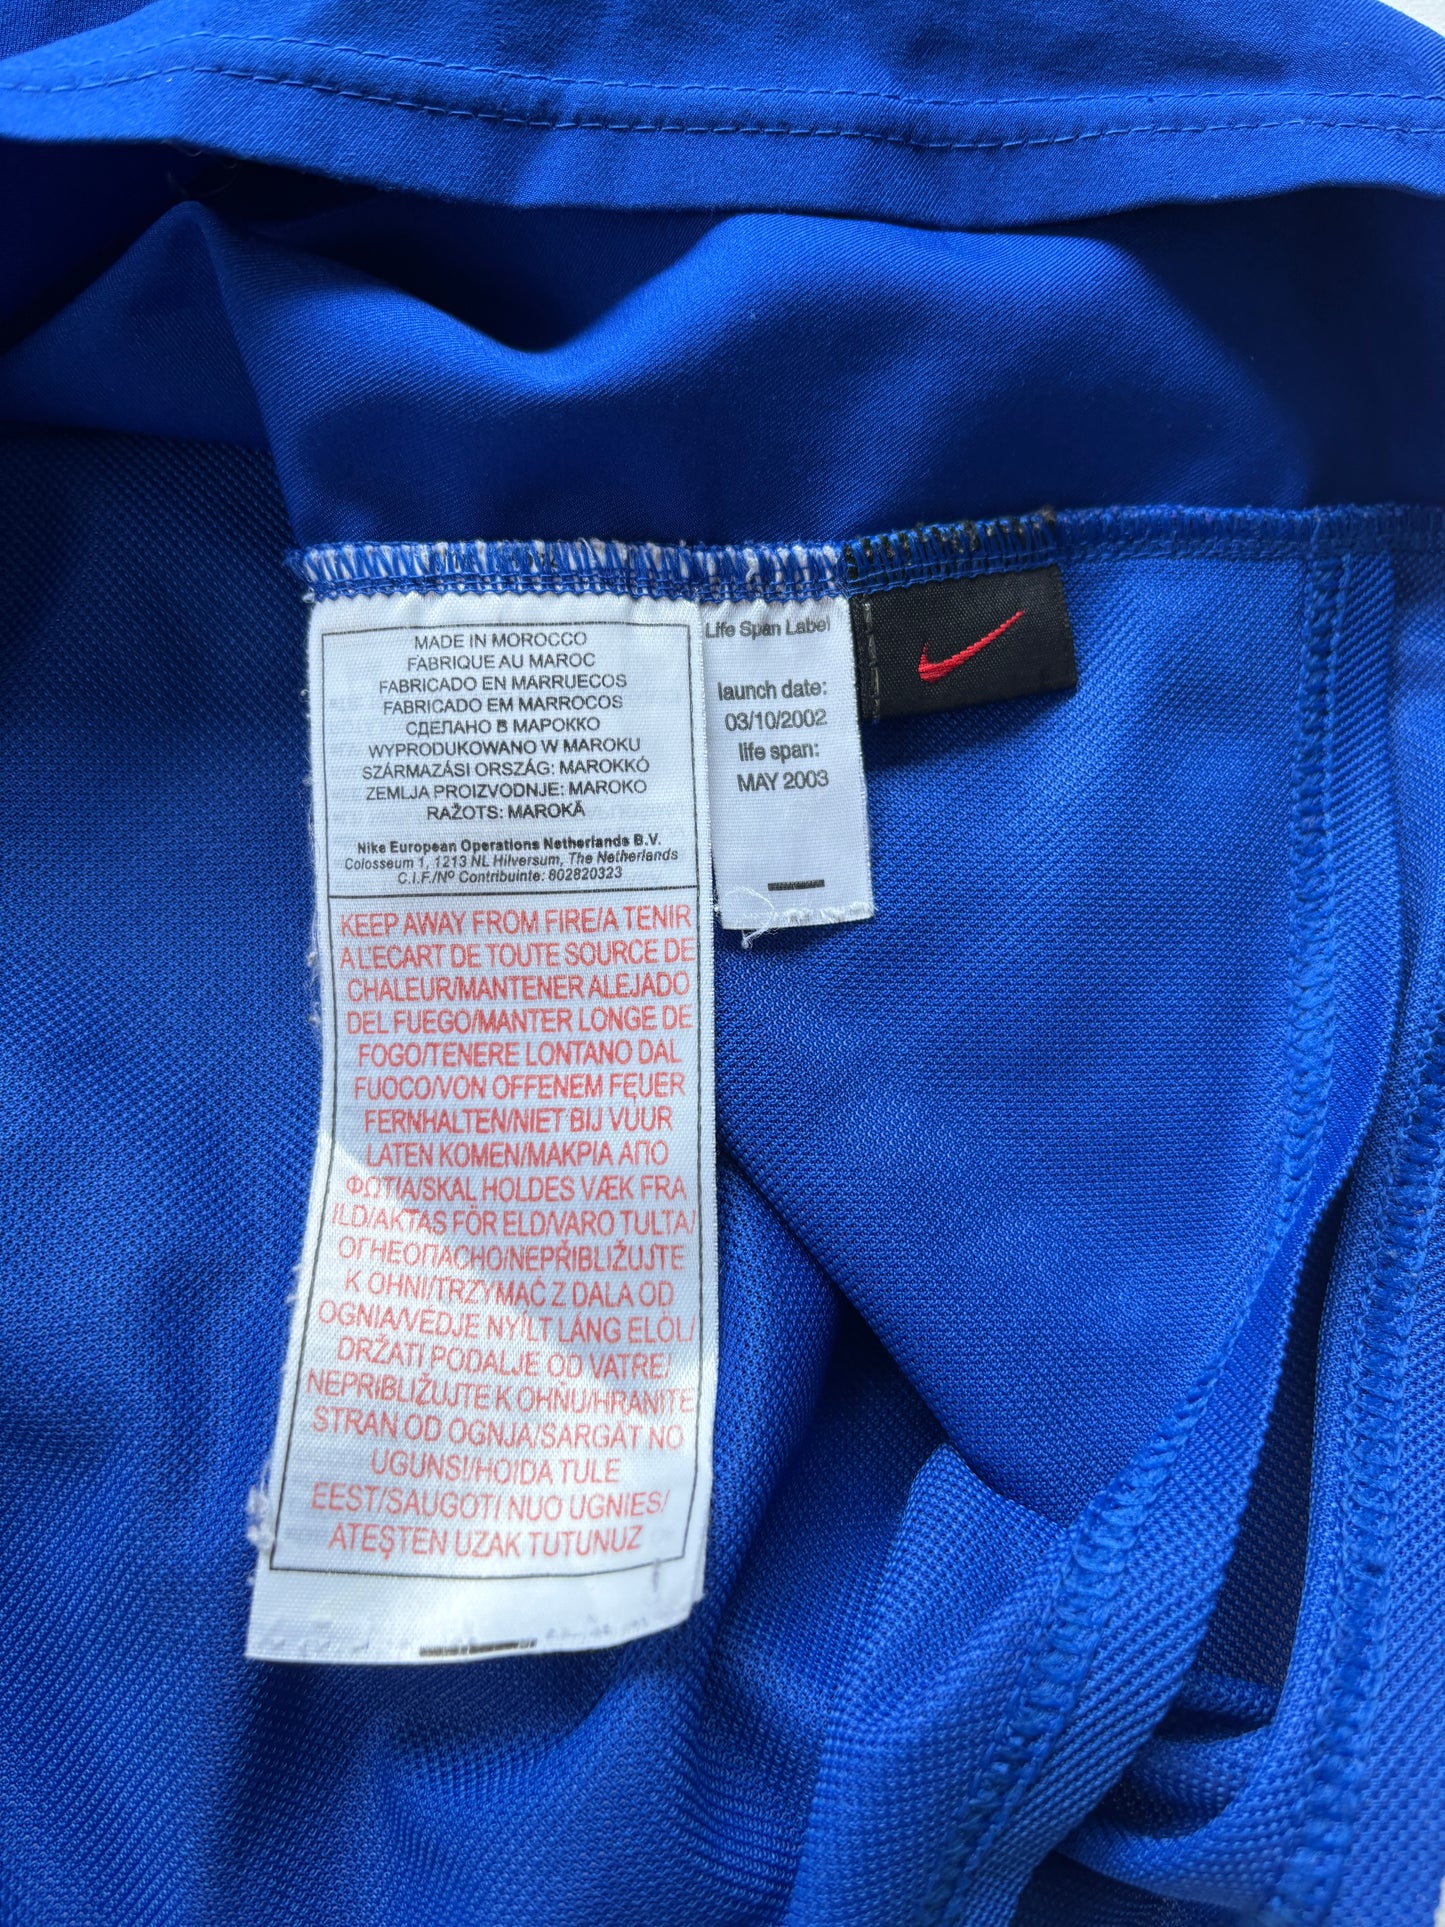 MADE IN MOROCCO
FABRIQUE AU MAROC
FABRICADO EN MARRUECOS
FABRICADO EM MARROCOS
СДЕЛАНО В МАРОККО
WYPRODUKOWANO W MAROKU
SZÁRMAZÁSI ORSZÁG: MAROKKÓ
ZEMLJA PROIZVODNJE: MAROKO
RAŽOTS: MAROKĀ
Nike European Operations Netherlands B.V.
Colosseum 1, 1213 NL Hilversum, The Netherlands
C.I.F./Nº Contribuinte: 802820323
KEEP AWAY FROM FIRE/A TENIR
A L'ECART DE TOUTE SOURCE DE
CHALEUR/MANTENER ALEJADO
DEL FUEGO/MANTER LONGE DE
FOGO/TENERE LONTANO DAL
FUOCO/VON OFFENEM FEUER
FERNHALTEN/NIET BIJ VUUR
LATEN KOMEN/ΜΑΚΡΙΑ ΑΠΟ
ΦΩΤΙΑ/SKAL HOLDES VÆK FRA
ILD/AKTAS FÖR ELD/VARO TULTA/
ОГНЕОПАСНО/NEPŘIBLIŽUJTE
K OHNI/TRZYMAĆ Z DALA OD
OGNIA/VÉDJE NYÍLT LÁNG ELŐL/
DRŽATI PODALJE OD VATRE/
NEPRIBLIŽUJTE K OHŇU/HRANITE
STRAN OD OGNJA/SARGĀT NO
UGUNSI/HOIDA TULE
EEST/SAUGOTI NUO UGNIES/
ATEŞTEN UZAK TUTUNUZ
Life Span Label
launch date:
03/10/2002
life span:
MAY 2003